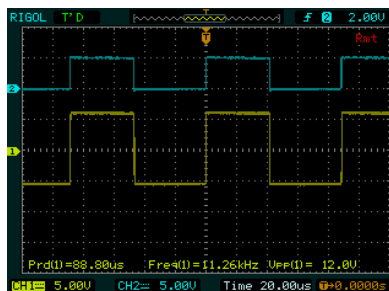 RIGOL T'D f 2 2.00V
T
Rmt
2
1
Prd(1)=88.80us Freq(1)=11.26kHz Vpp(1)= 12.0V
CH1 5.00V CH2 5.00V Time 20.00us T→0.0000s